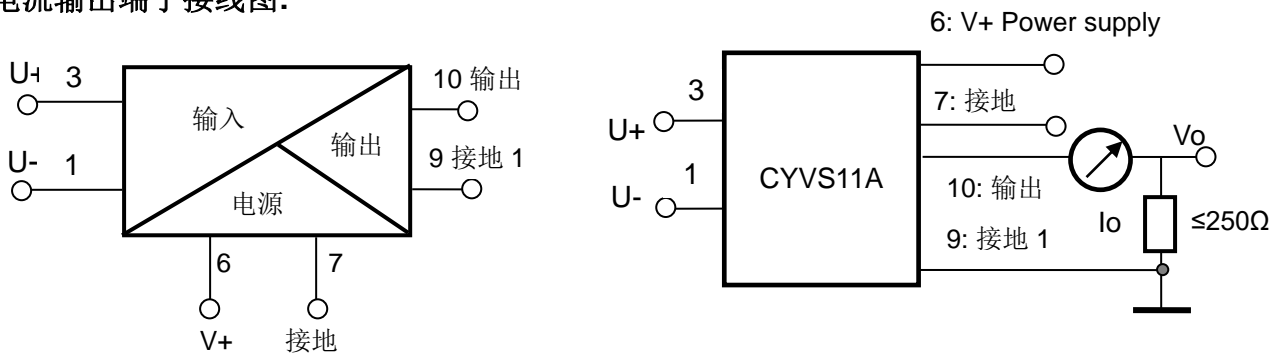 电流输出端子接线图:
U+ 3
输入
10 输出
U- 1
输出
9 接地 1
电源
6
7
V+
接地
6: V+ Power supply
3
7: 接地
U+
Vo
1
CYVS11A
10: 输出
U-
Io
≤250Ω
9: 接地 1